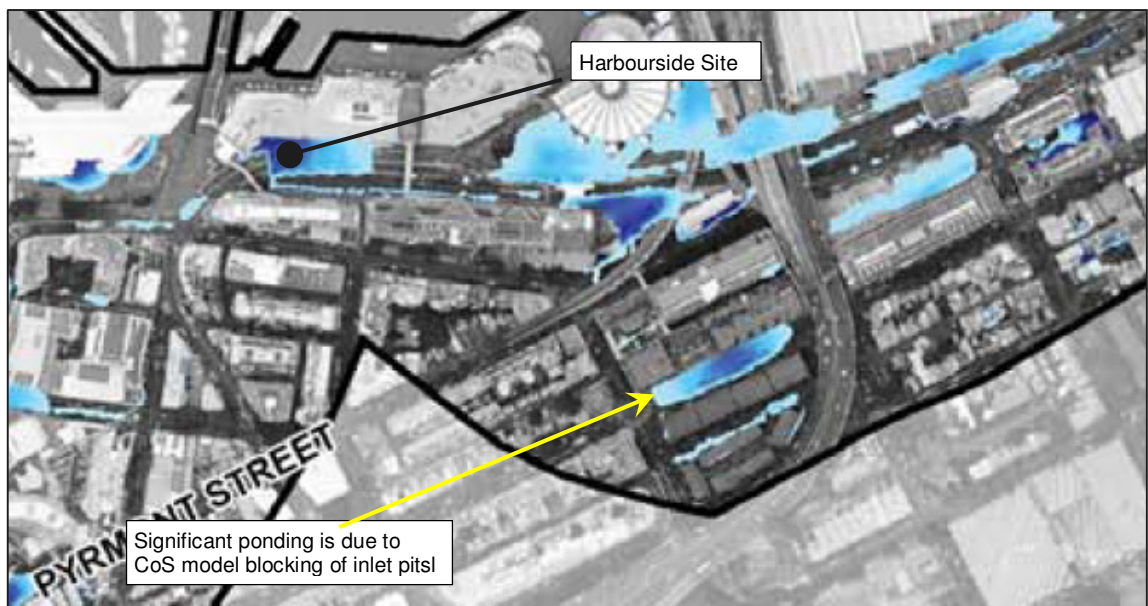 Harbourside Site
PYRMONT STREET
Significant ponding is due to
CoS model blocking of inlet pitsl